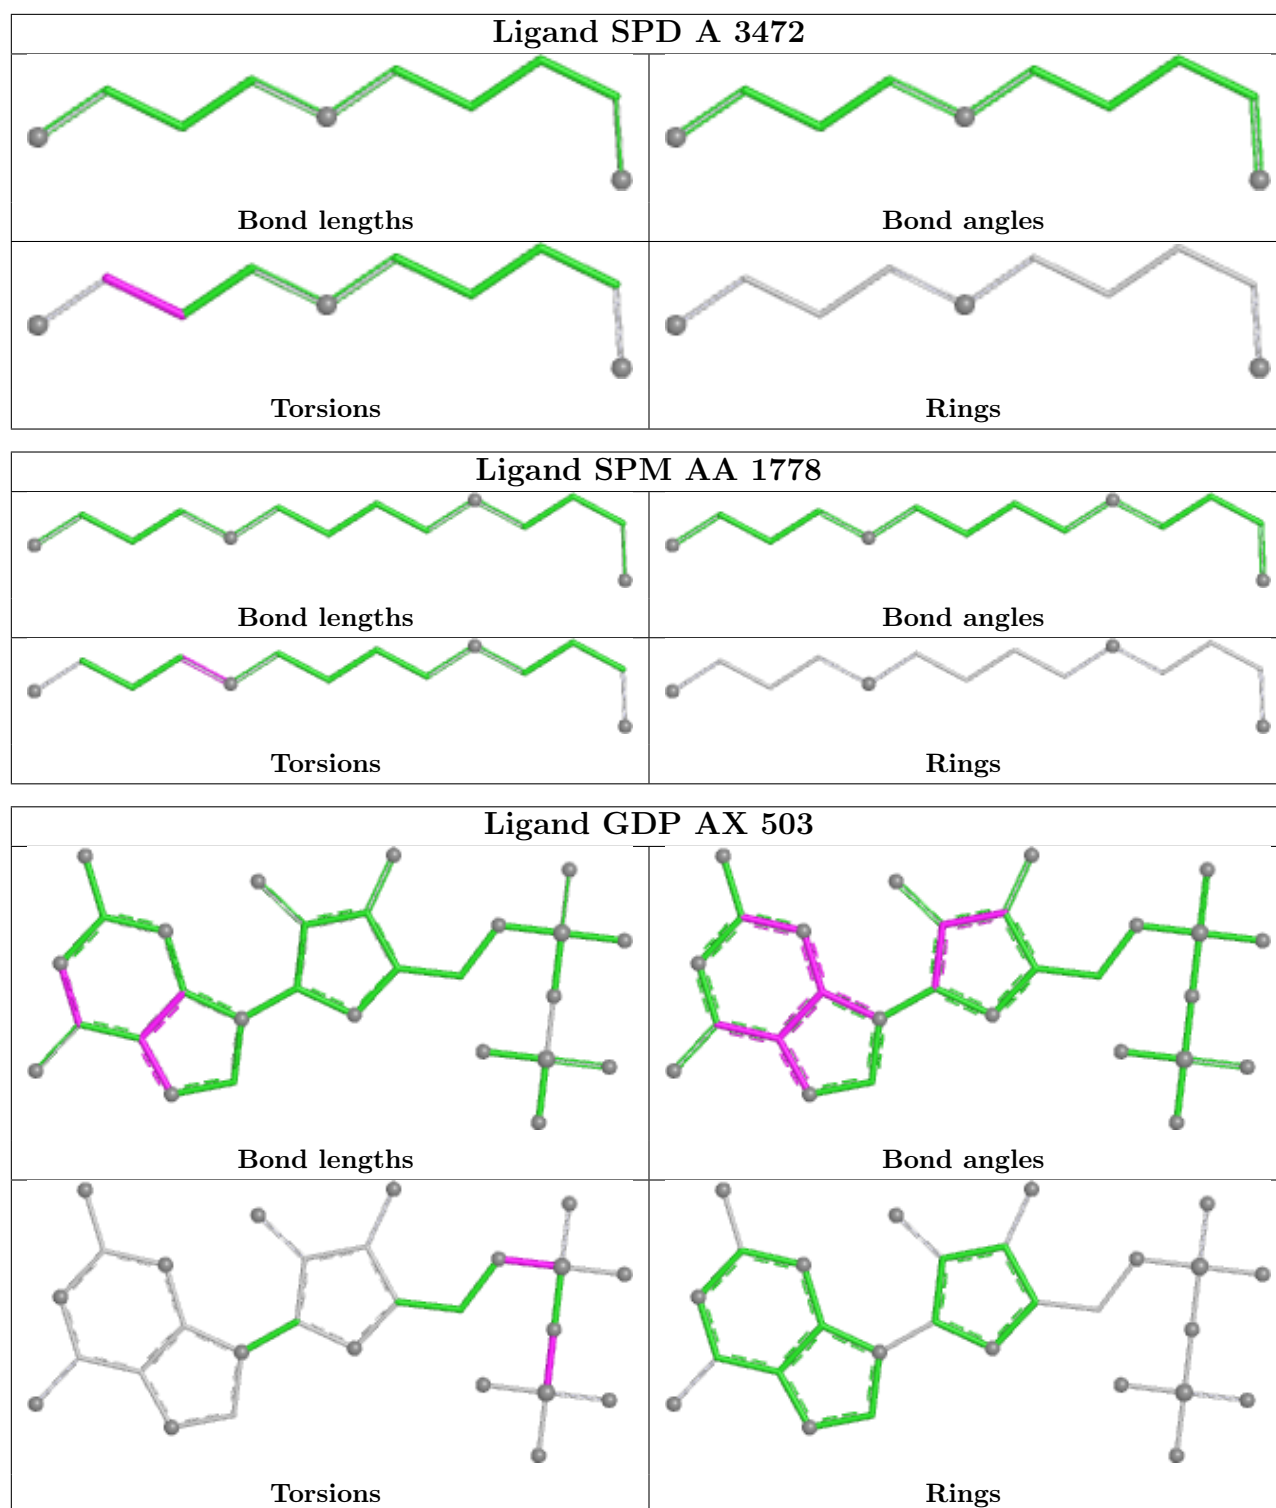 Ligand SPD A 3472
Bond lengths
Bond angles
Torsions
Rings
Ligand SPM AA 1778
Bond lengths
Bond angles
Torsions
Rings
Ligand GDP AX 503
Bond lengths
Bond angles
Torsions
Rings